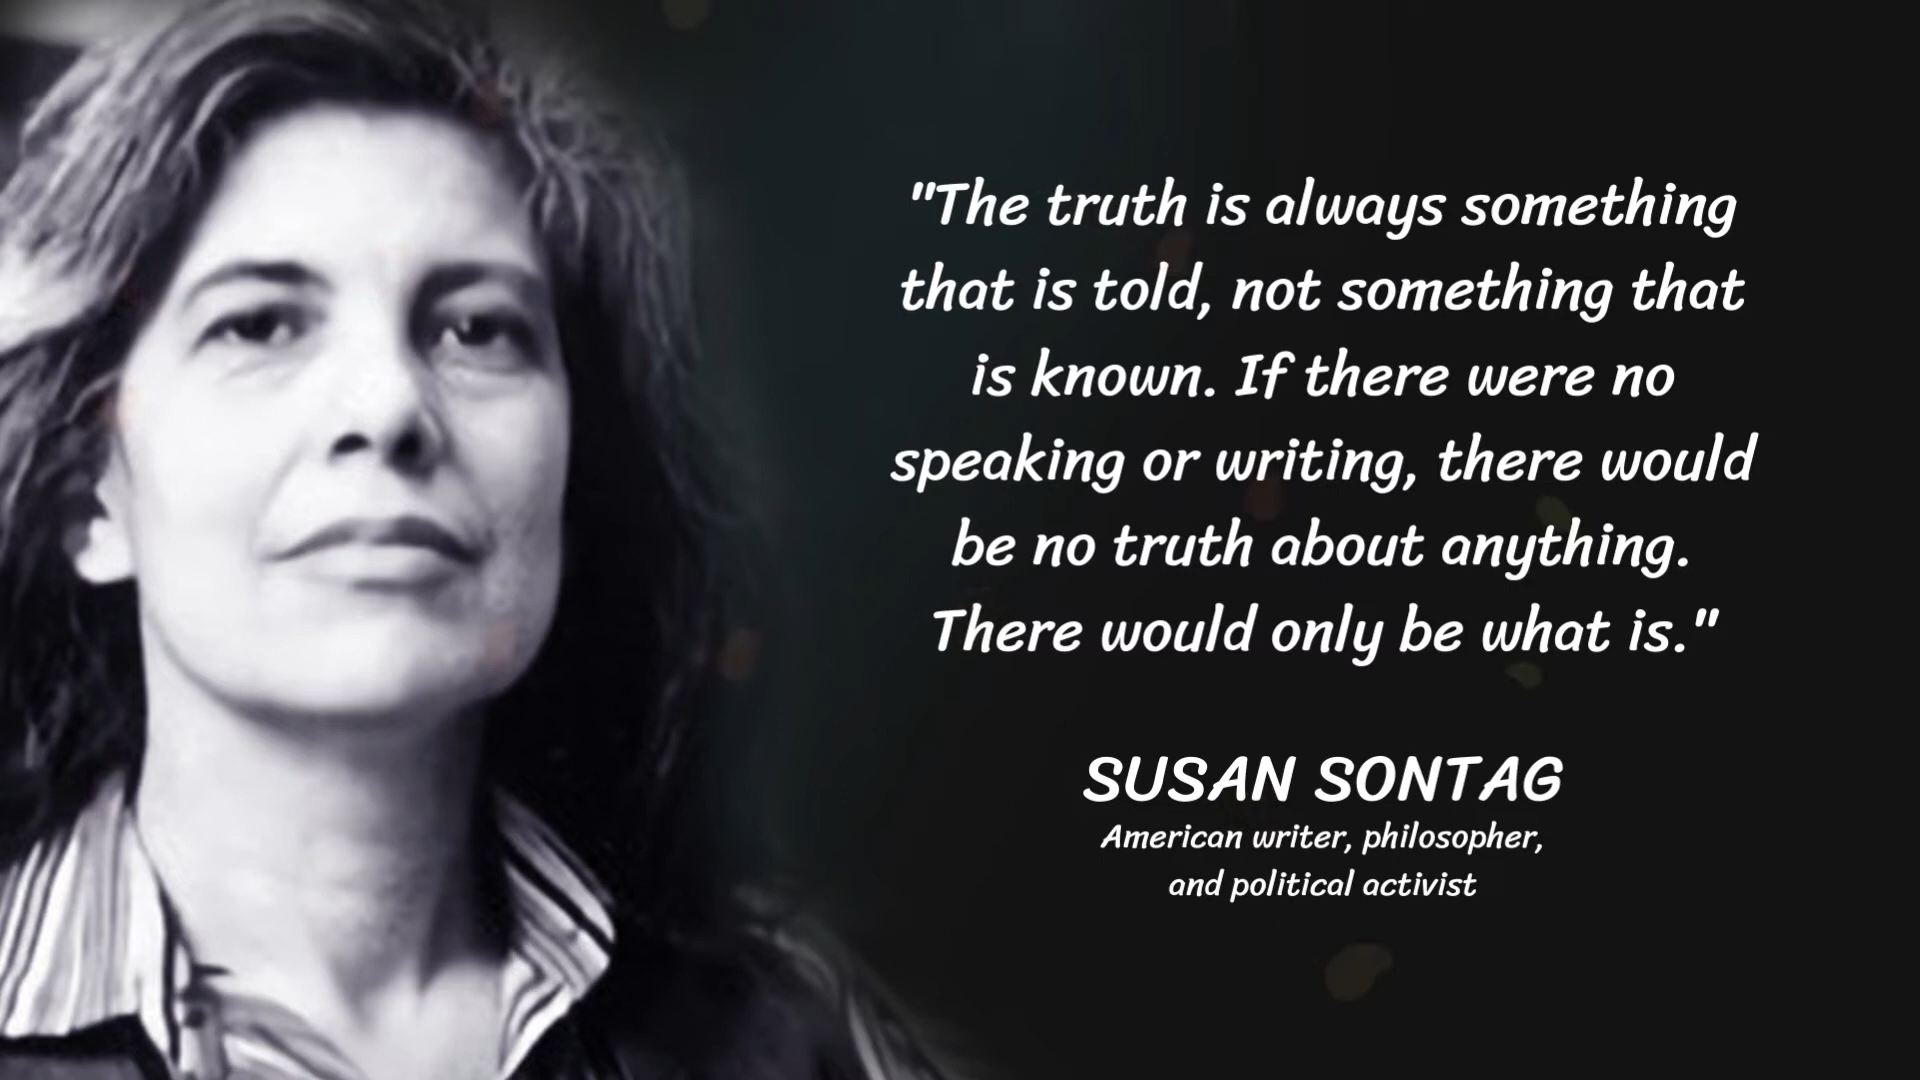 "The truth is always something
that is told, not something that
is known. If there were no
speaking or writing, there would
be no truth about anything.
There would only be what is."
SUSAN SONTAG
American writer, philosopher,
and political activist